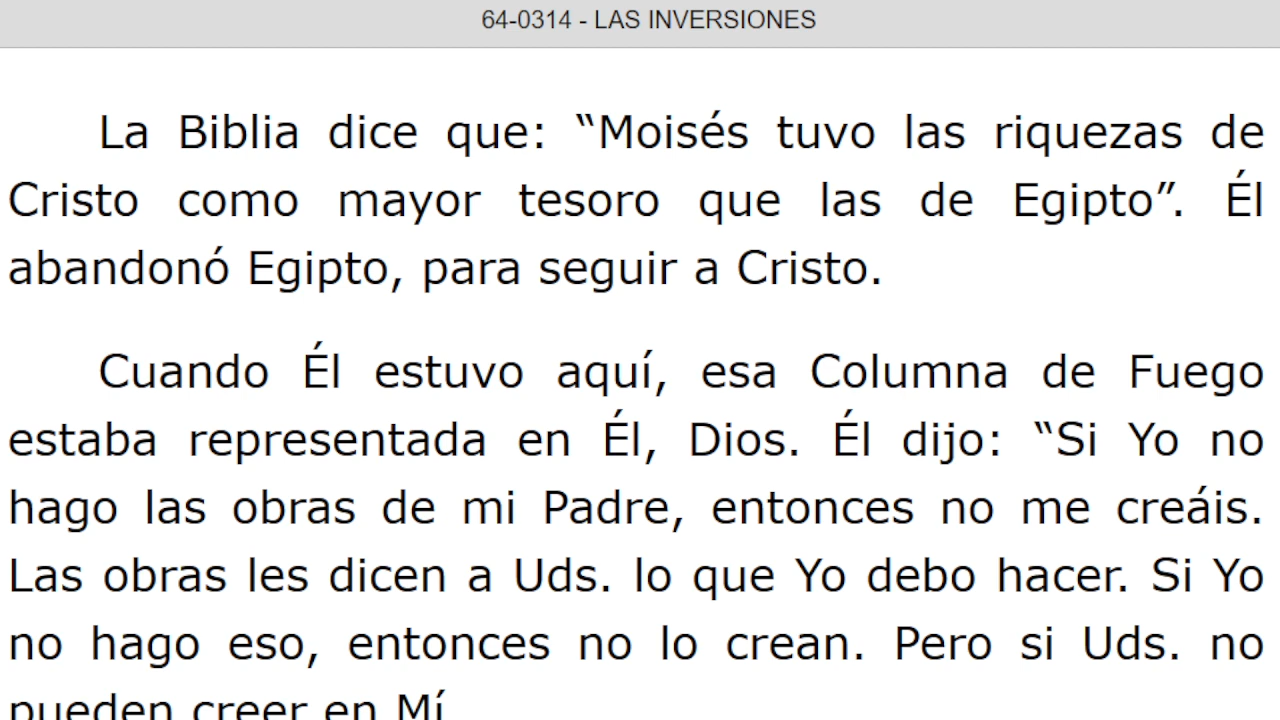 64-0314 - LAS INVERSIONES
La Biblia dice que: “Moisés tuvo las riquezas de
Cristo como mayor tesoro que las de Egipto”. Él
abandonó Egipto, para seguir a Cristo.
Cuando Él estuvo aquí, esa Columna de Fuego
estaba representada en Él, Dios. Él dijo: “Si Yo no
hago las obras de mi Padre, entonces no me creáis.
Las obras les dicen a Uds. lo que Yo debo hacer. Si Yo
no hago eso, entonces no lo crean. Pero si Uds. no
pueden creer en Mí